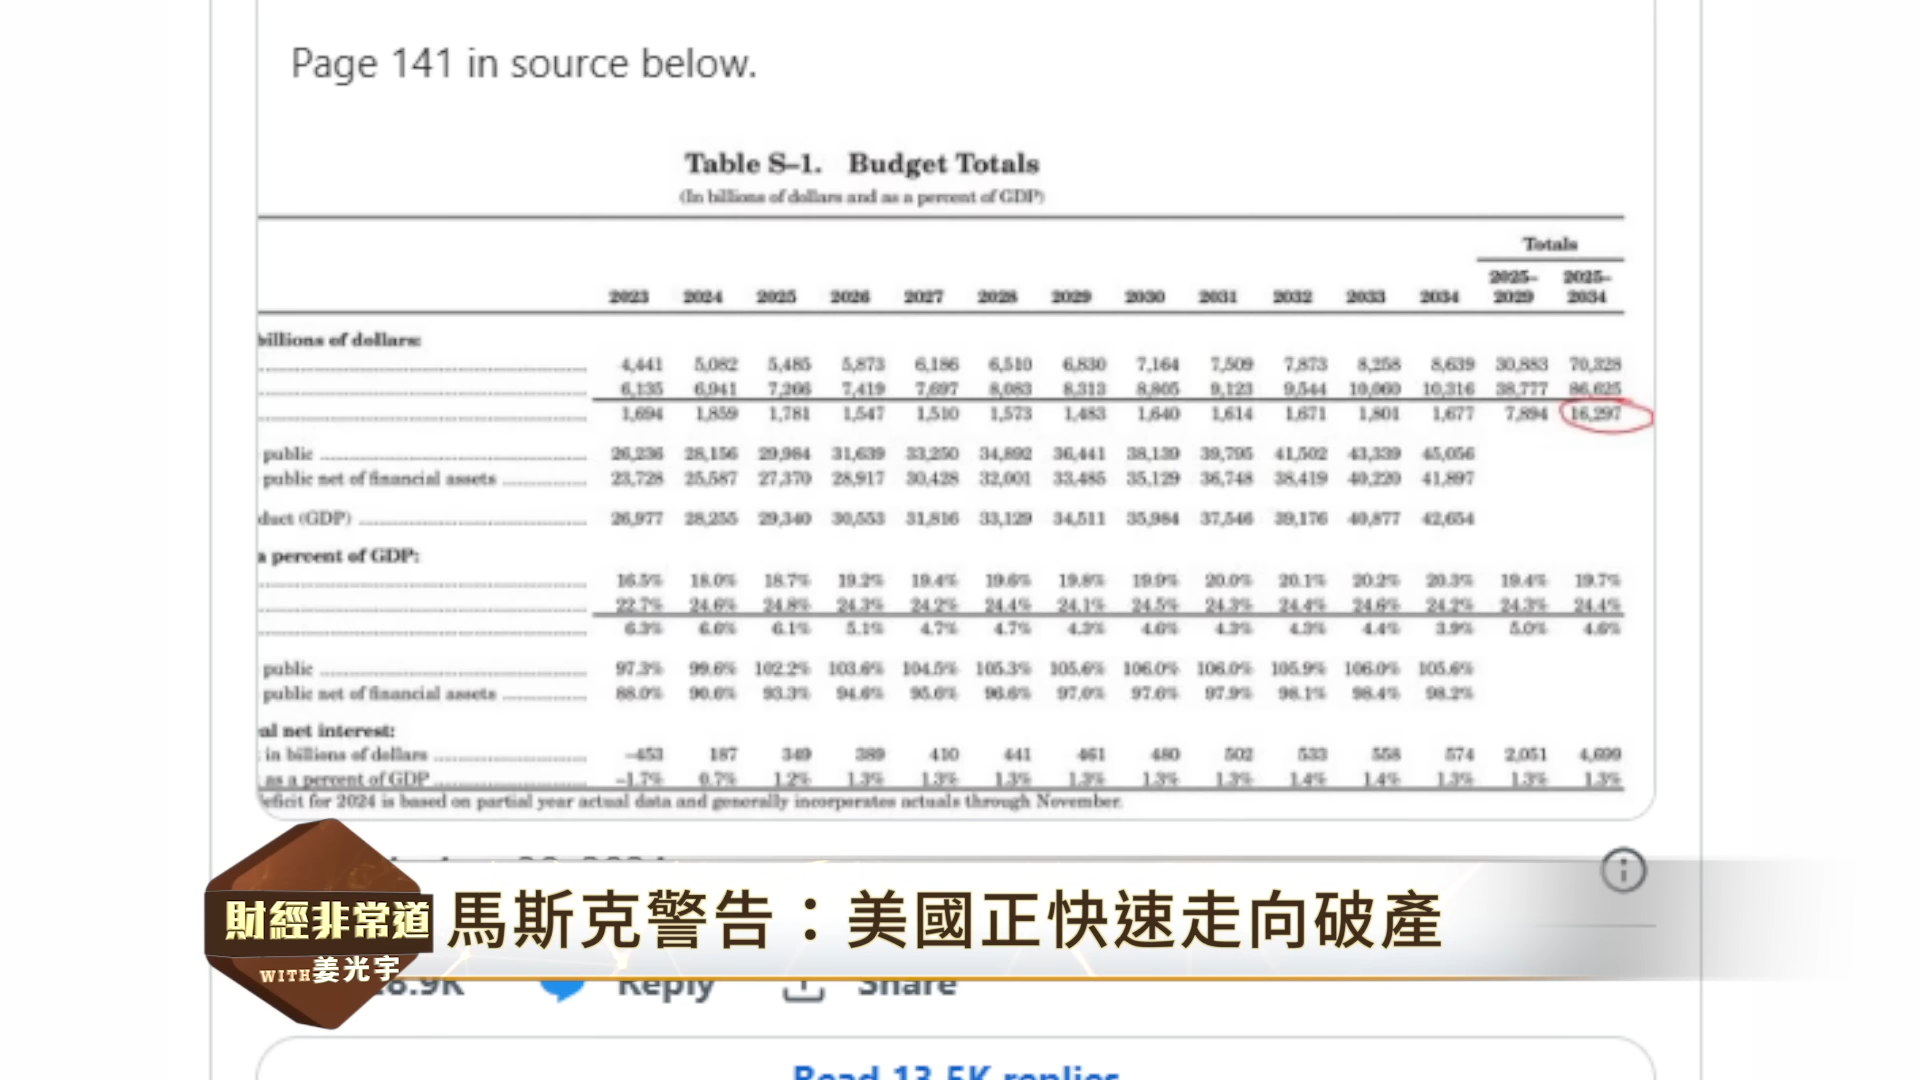 Page 141 in source below.
Table S–1. Budget Totals
(In billions of dollars and as a percent of GDP)
Totals
2023 2024 2025 2026 2027 2028 2029 2030 2031 2032 2033 2034 2025–2029 2025–2034
billions of dollars:
4,441 5,082 5,485 5,873 6,186 6,510 6,830 7,164 7,509 7,873 8,258 8,639 30,883 70,328
6,135 6,941 7,266 7,419 7,697 8,083 8,313 8,805 9,123 9,544 10,060 10,316 38,777 86,625
1,694 1,859 1,781 1,547 1,510 1,573 1,483 1,640 1,614 1,671 1,801 1,677 7,894 16,297
public 26,236 28,156 29,984 31,639 33,250 34,892 36,441 38,139 39,795 41,502 43,339 45,056
public net of financial assets 23,728 25,587 27,370 28,917 30,428 32,001 33,485 35,129 36,748 38,419 40,220 41,897
duct (GDP) 26,977 28,255 29,340 30,553 31,816 33,129 34,511 35,984 37,546 39,176 40,877 42,654
a percent of GDP:
16.5% 18.0% 18.7% 19.2% 19.4% 19.6% 19.8% 19.9% 20.0% 20.1% 20.2% 20.3% 19.4% 19.7%
22.7% 24.6% 24.8% 24.3% 24.2% 24.4% 24.1% 24.5% 24.3% 24.4% 24.6% 24.2% 24.3% 24.4%
6.3% 6.6% 6.1% 5.1% 4.7% 4.7% 4.3% 4.6% 4.3% 4.3% 4.4% 3.9% 5.0% 4.6%
public 97.3% 99.6% 102.2% 103.6% 104.5% 105.3% 105.6% 106.0% 106.0% 105.9% 106.0% 105.6%
public net of financial assets 88.0% 90.6% 93.3% 94.6% 95.6% 96.6% 97.0% 97.6% 97.9% 98.1% 98.4% 98.2%
al net interest:
in billions of dollars –453 187 349 389 410 441 461 480 502 533 558 574 2,051 4,699
as a percent of GDP –1.7% 0.7% 1.2% 1.3% 1.3% 1.3% 1.3% 1.3% 1.3% 1.4% 1.4% 1.3% 1.3% 1.3%
eficit for 2024 is based on partial year actual data and generally incorporates actuals through November.
財經非常道
WITH姜光宇
馬斯克警告：美國正快速走向破產
8.9K Reply Share
Read 13.5K replies